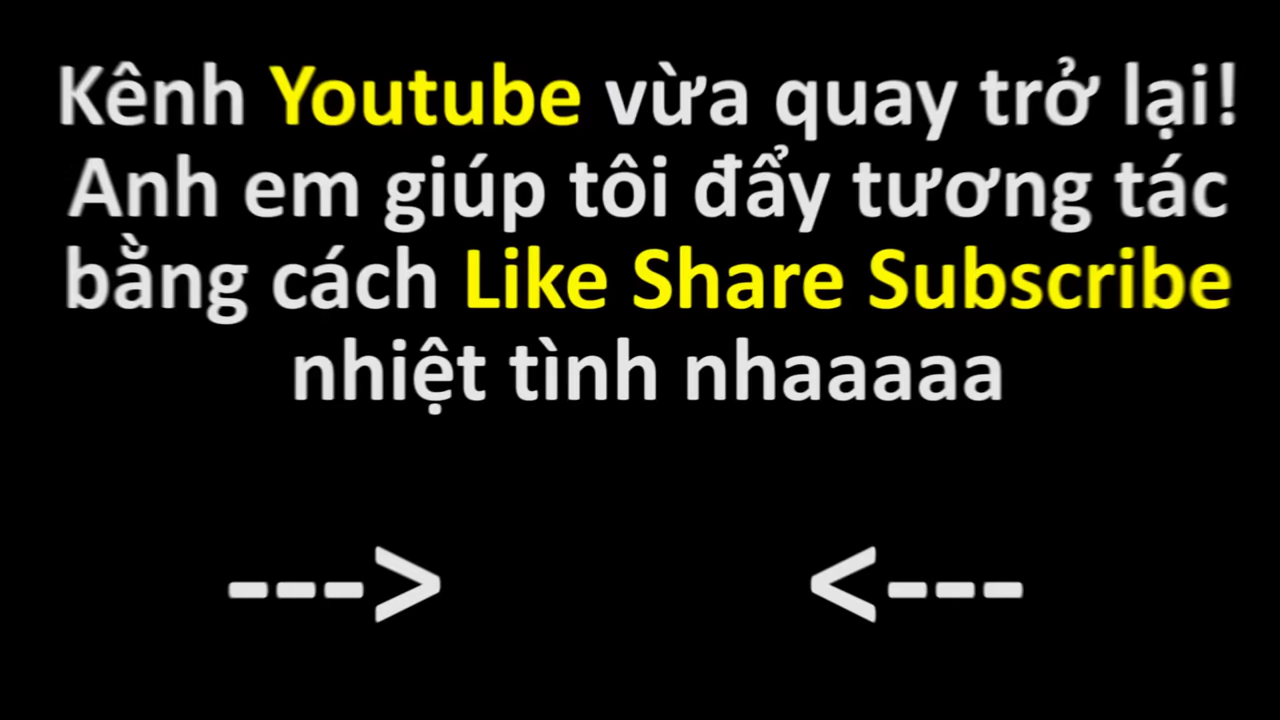 Kênh Youtube vừa quay trở lại!
Anh em giúp tôi đẩy tương tác
bằng cách Like Share Subscribe
nhiệt tình nhaaaaa
---> <---